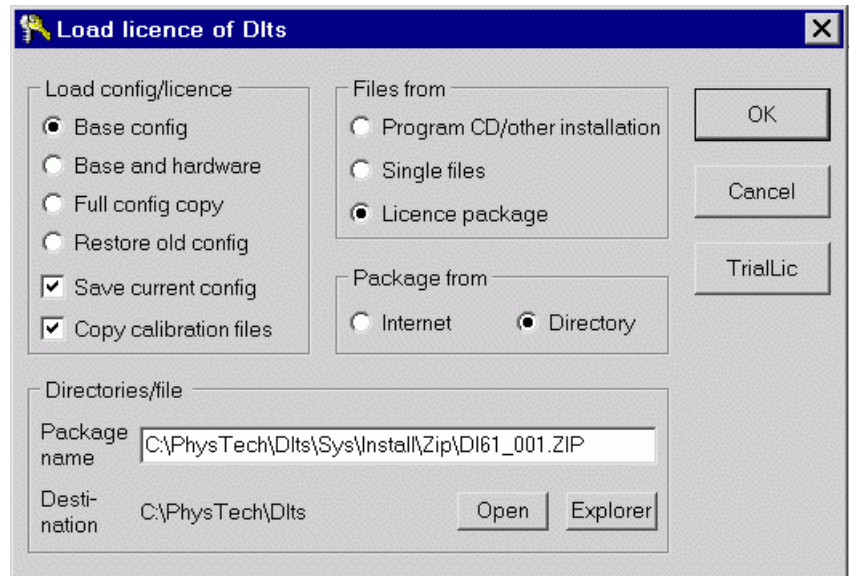 Load licence of Dlts
Load config/licence
Base config
Base and hardware
Full config copy
Restore old config
Save current config
Copy calibration files
Files from
Program CD/other installation
Single files
Licence package
Package from
Internet
Directory
OK
Cancel
TrialLic
Directories/file
Package
name
C:\PhysTech\Dlts\Sys\Install\Zip\Dl61_001.ZIP
Desti-
nation
C:\PhysTech\Dlts
Open
Explorer